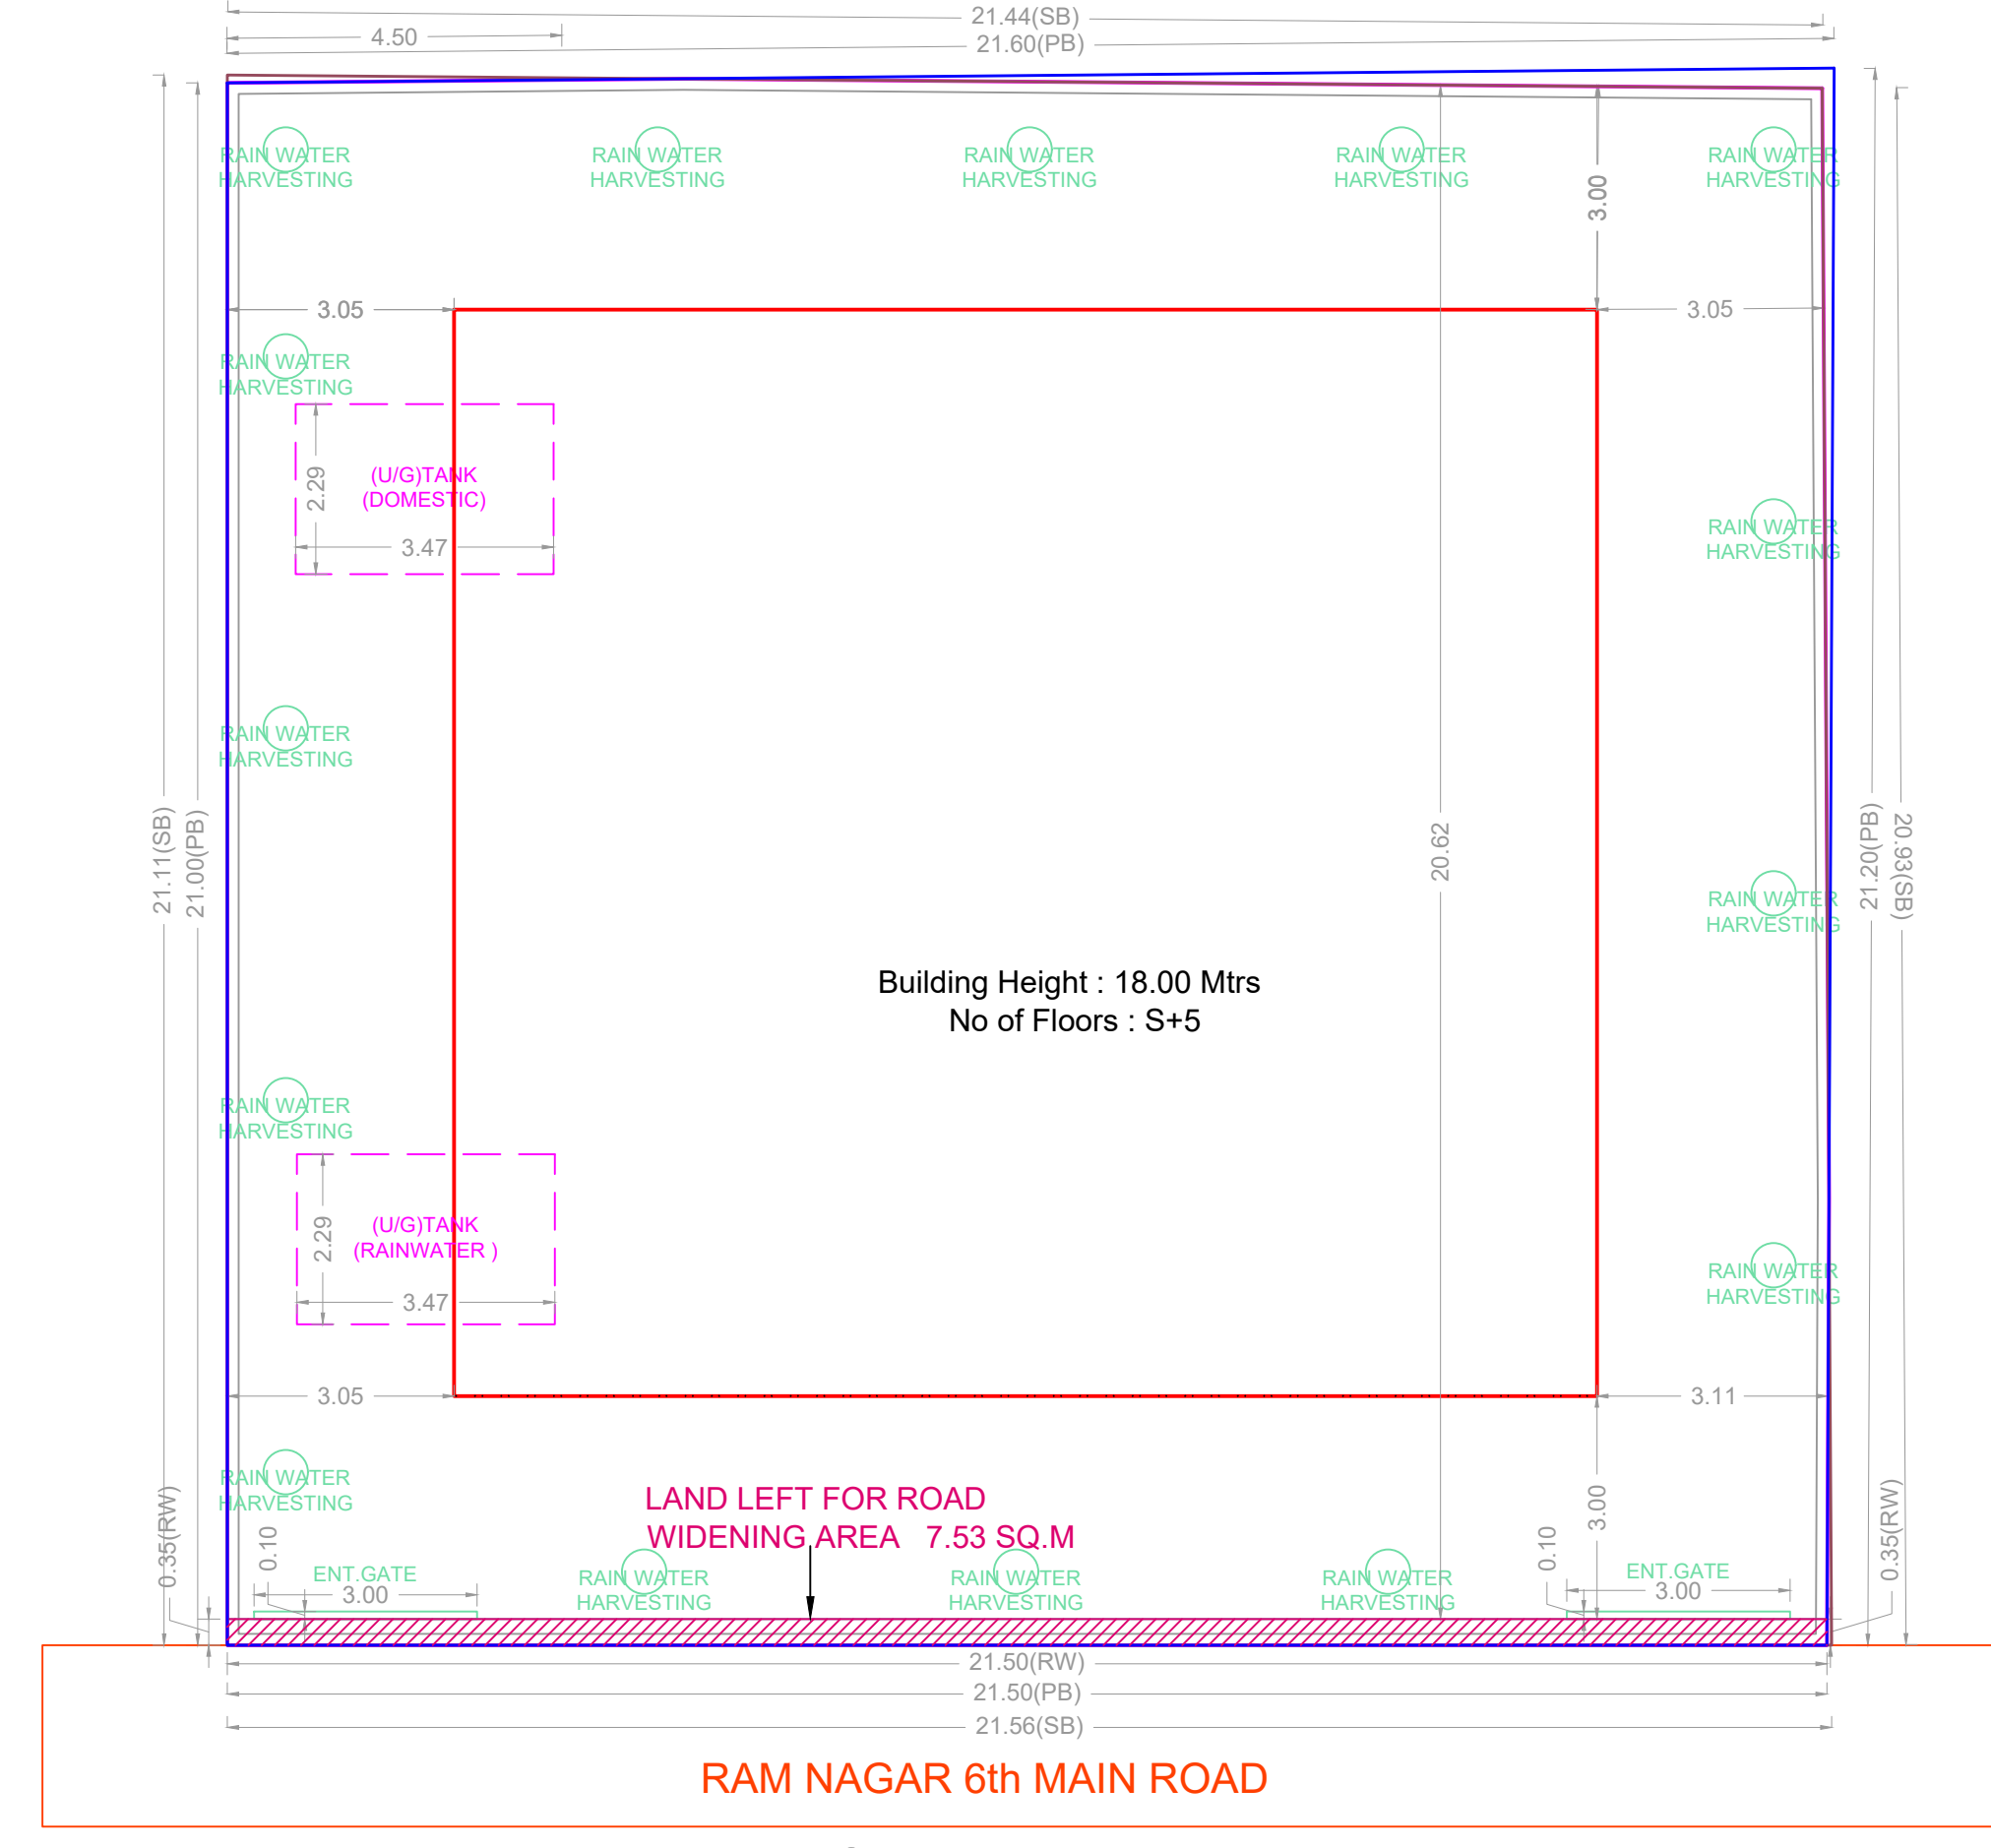 21.44(SB)
4.50
21.60(PB)
RAIN WATER
HARVESTING
RAIN WATER
HARVESTING
RAIN WATER
HARVESTING
RAIN WATER
HARVESTING
RAIN WATER
HARVESTING
3.00
3.05
3.05
RAIN WATER
HARVESTING
2.29
(U/G)TANK
(DOMESTIC)
3.47
RAIN WATER
HARVESTING
RAIN WATER
HARVESTING
21.11(SB)
21.00(PB)
20.62
21.20(PB)
20.93(SB)
RAIN WATER
HARVESTING
Building Height : 18.00 Mtrs
No of Floors : S+5
RAIN WATER
HARVESTING
2.29
(U/G)TANK
(RAINWATER )
3.47
RAIN WATER
HARVESTING
3.05
3.11
RAIN WATER
HARVESTING
LAND LEFT FOR ROAD
WIDENING AREA 7.53 SQ.M
3.00
0.35(RW)
0.10
ENT.GATE
3.00
RAIN WATER
HARVESTING
RAIN WATER
HARVESTING
RAIN WATER
HARVESTING
0.10
ENT.GATE
3.00
0.35(RW)
21.50(RW)
21.50(PB)
21.56(SB)
RAM NAGAR 6th MAIN ROAD